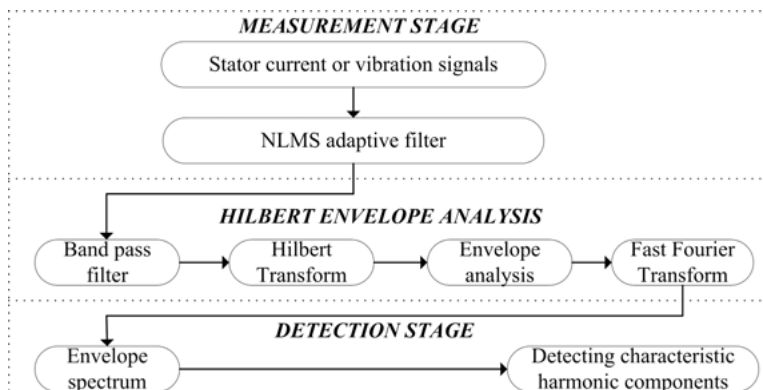 MEASUREMENT STAGE
Stator current or vibration signals
NLMS adaptive filter
HILBERT ENVELOPE ANALYSIS
Band pass
filter
Hilbert
Transform
Envelope
analysis
Fast Fourier
Transform
DETECTION STAGE
Envelope
spectrum
Detecting characteristic
harmonic components